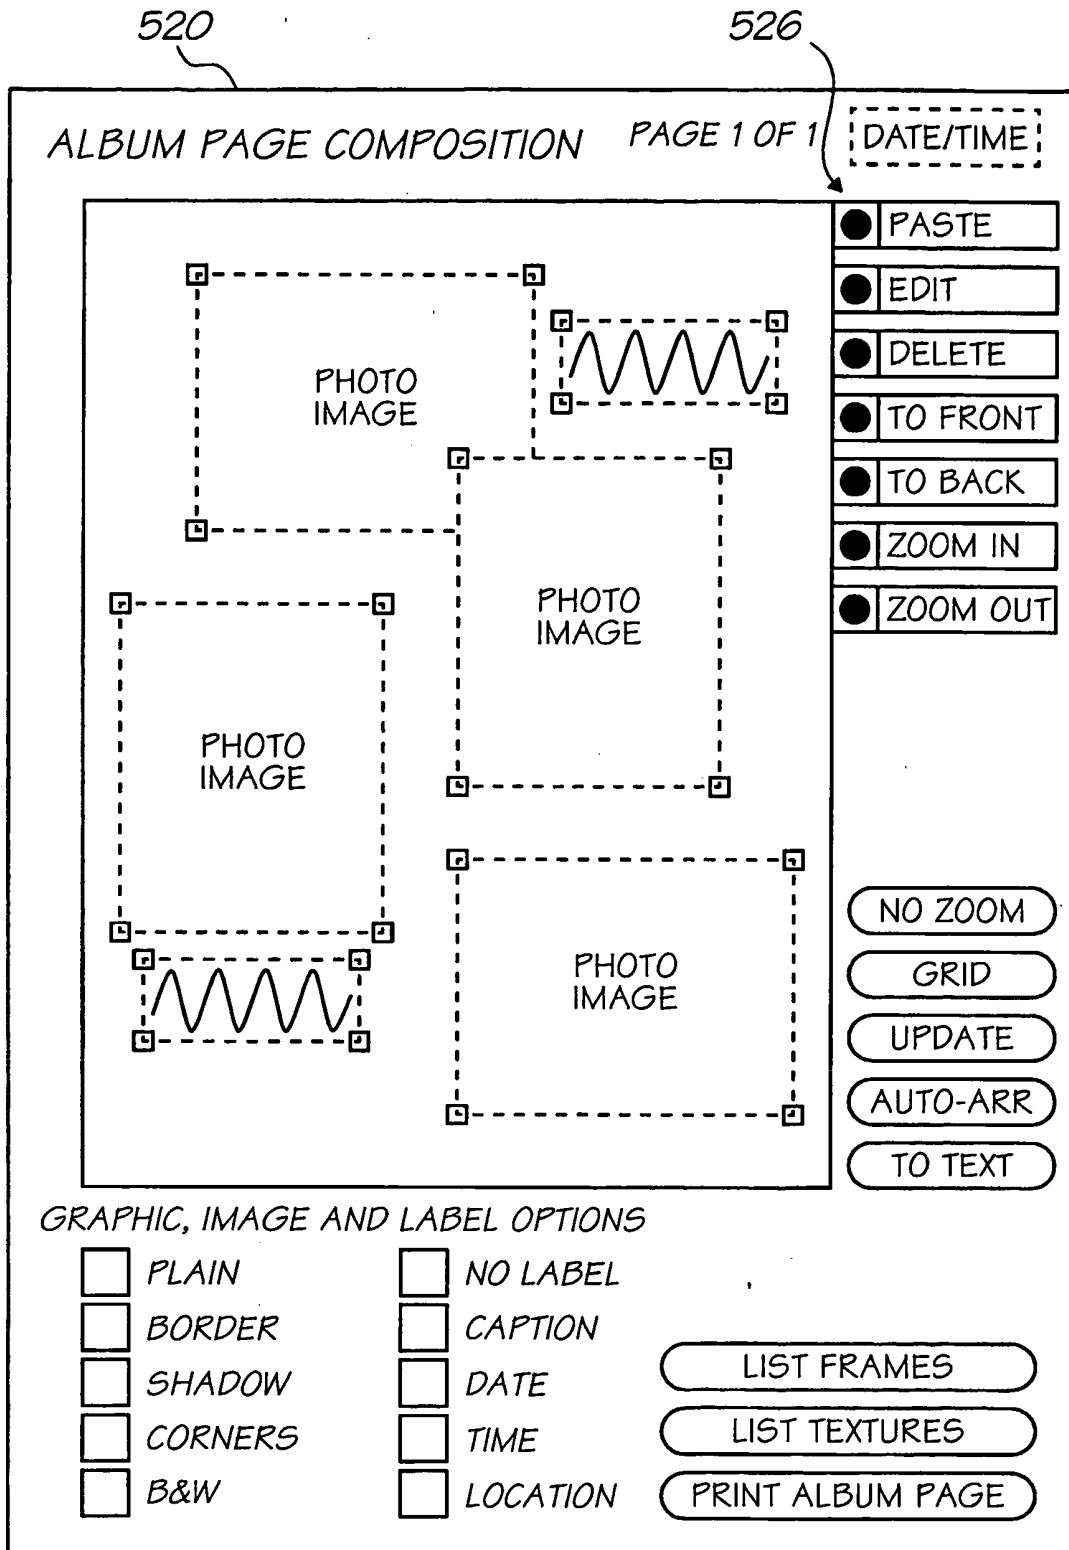 520
526
ALBUM PAGE COMPOSITION
PAGE 1 OF 1
DATE/TIME
PASTE
EDIT
DELETE
TO FRONT
TO BACK
ZOOM IN
ZOOM OUT
PHOTO
IMAGE
PHOTO
IMAGE
PHOTO
IMAGE
PHOTO
IMAGE
NO ZOOM
GRID
UPDATE
AUTO-ARR
TO TEXT
GRAPHIC, IMAGE AND LABEL OPTIONS
PLAIN
BORDER
SHADOW
CORNERS
B&W
NO LABEL
CAPTION
DATE
TIME
LOCATION
LIST FRAMES
LIST TEXTURES
PRINT ALBUM PAGE